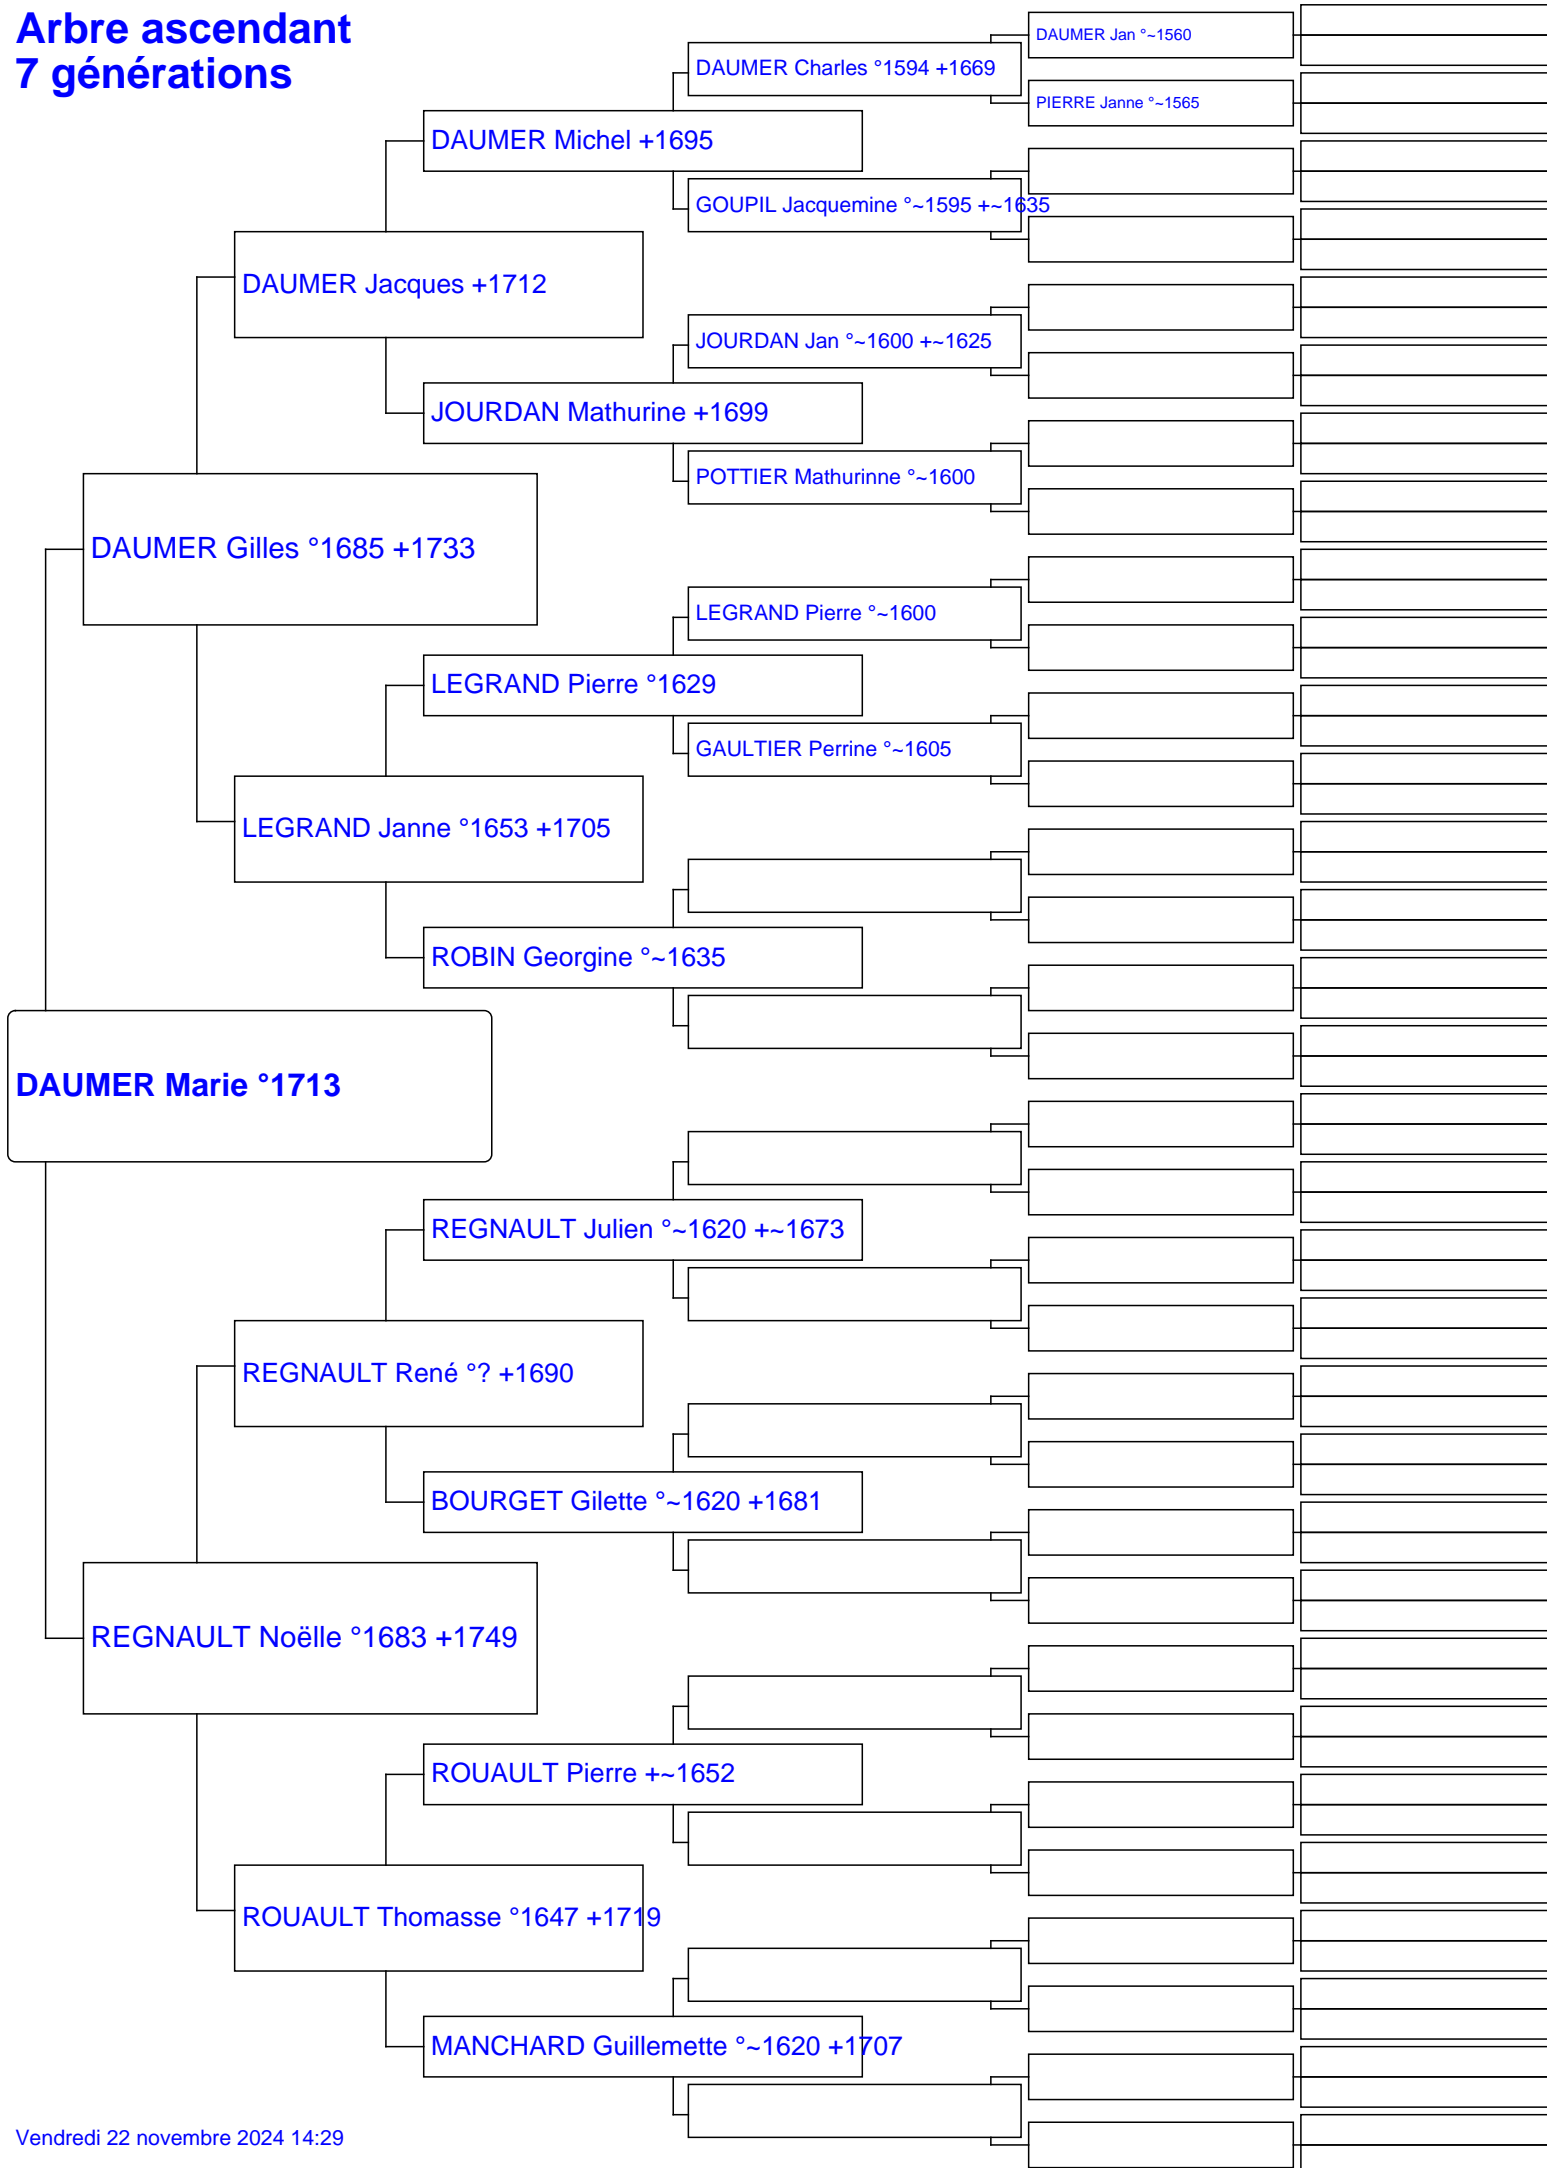 Arbre ascendant
7 générations
DAUMER Jan °~1560
DAUMER Charles °1594 +1669
PIERRE Janne °~1565
DAUMER Michel +1695
GOUPIL Jacquemine °~1595 +~1635
DAUMER Jacques +1712
JOURDAN Jan °~1600 +~1625
JOURDAN Mathurine +1699
POTTIER Mathurinne °~1600
DAUMER Gilles °1685 +1733
LEGRAND Pierre °~1600
LEGRAND Pierre °1629
GAULTIER Perrine °~1605
LEGRAND Janne °1653 +1705
ROBIN Georgine °~1635
DAUMER Marie °1713
REGNAULT Julien °~1620 +~1673
REGNAULT René °? +1690
BOURGET Gilette °~1620 +1681
REGNAULT Noëlle °1683 +1749
ROUAULT Pierre +~1652
ROUAULT Thomasse °1647 +1719
MANCHARD Guillemette °~1620 +1707
Vendredi 22 novembre 2024 14:29